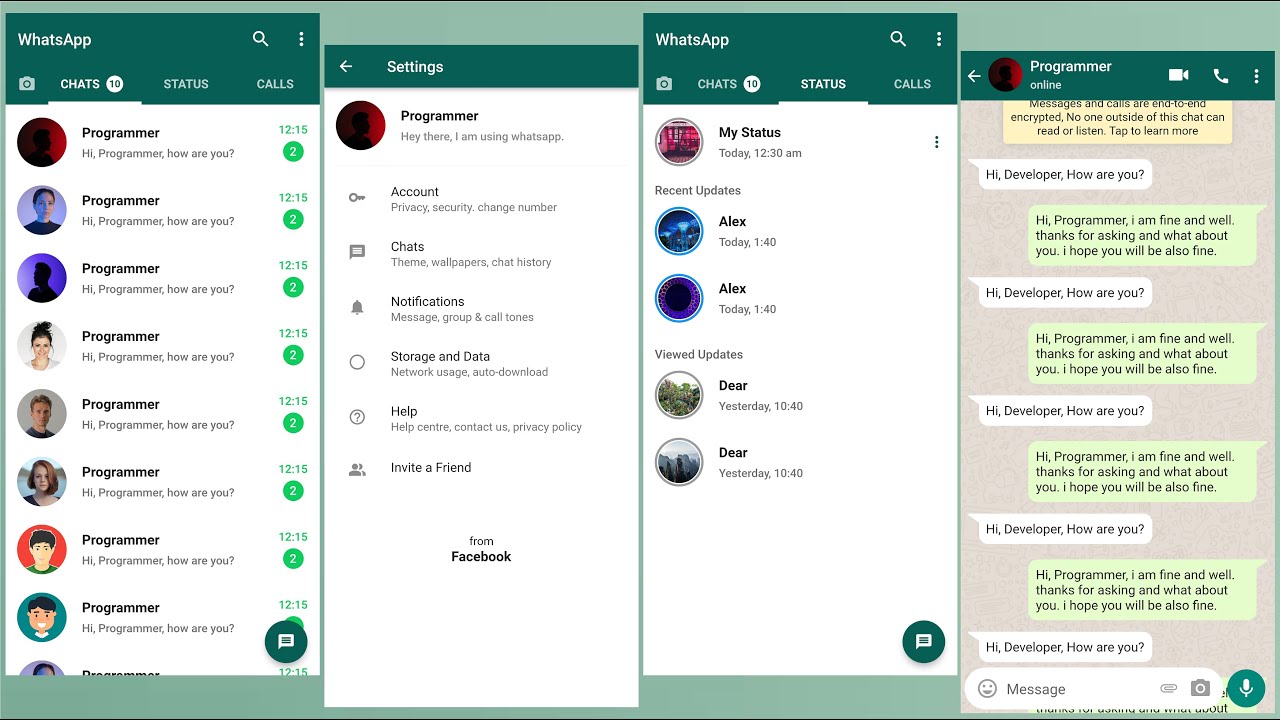 WhatsApp
CHATS 10 STATUS CALLS
Programmer 12:15
Hi, Programmer, how are you? 2
Programmer 12:15
Hi, Programmer, how are you? 2
Programmer 12:15
Hi, Programmer, how are you? 2
Programmer 12:15
Hi, Programmer, how are you? 2
Programmer 12:15
Hi, Programmer, how are you? 2
Programmer 12:15
Hi, Programmer, how are you? 2
Programmer 12:15
Hi, Programmer, how are you? 2
Programmer 12:15
Hi, Programmer, how are you?
Programmer 12:15
Settings
Programmer
Hey there, I am using whatsapp.
Account
Privacy, security. change number
Chats
Theme, wallpapers, chat history
Notifications
Message, group & call tones
Storage and Data
Network usage, auto-download
Help
Help centre, contact us, privacy policy
Invite a Friend
from
Facebook
WhatsApp
CHATS 10 STATUS CALLS
My Status
Today, 12:30 am
Recent Updates
Alex
Today, 1:40
Alex
Today, 1:40
Viewed Updates
Dear
Yesterday, 10:40
Dear
Yesterday, 10:40
Programmer
online
Messages and calls are end-to-end
encrypted, No one outside of this chat can
read or listen. Tap to learn more
Hi, Developer, How are you?
Hi, Programmer, i am fine and well.
thanks for asking and what about
you. i hope you will be also fine.
Hi, Developer, How are you?
Hi, Programmer, i am fine and well.
thanks for asking and what about
you. i hope you will be also fine.
Hi, Developer, How are you?
Hi, Programmer, i am fine and well.
thanks for asking and what about
you. i hope you will be also fine.
Hi, Developer, How are you?
Hi, Programmer, i am fine and well.
thanks for asking and what about
you. i hope you will be also fine.
Hi, Developer, How are you?
Message
thanks for asking and what about